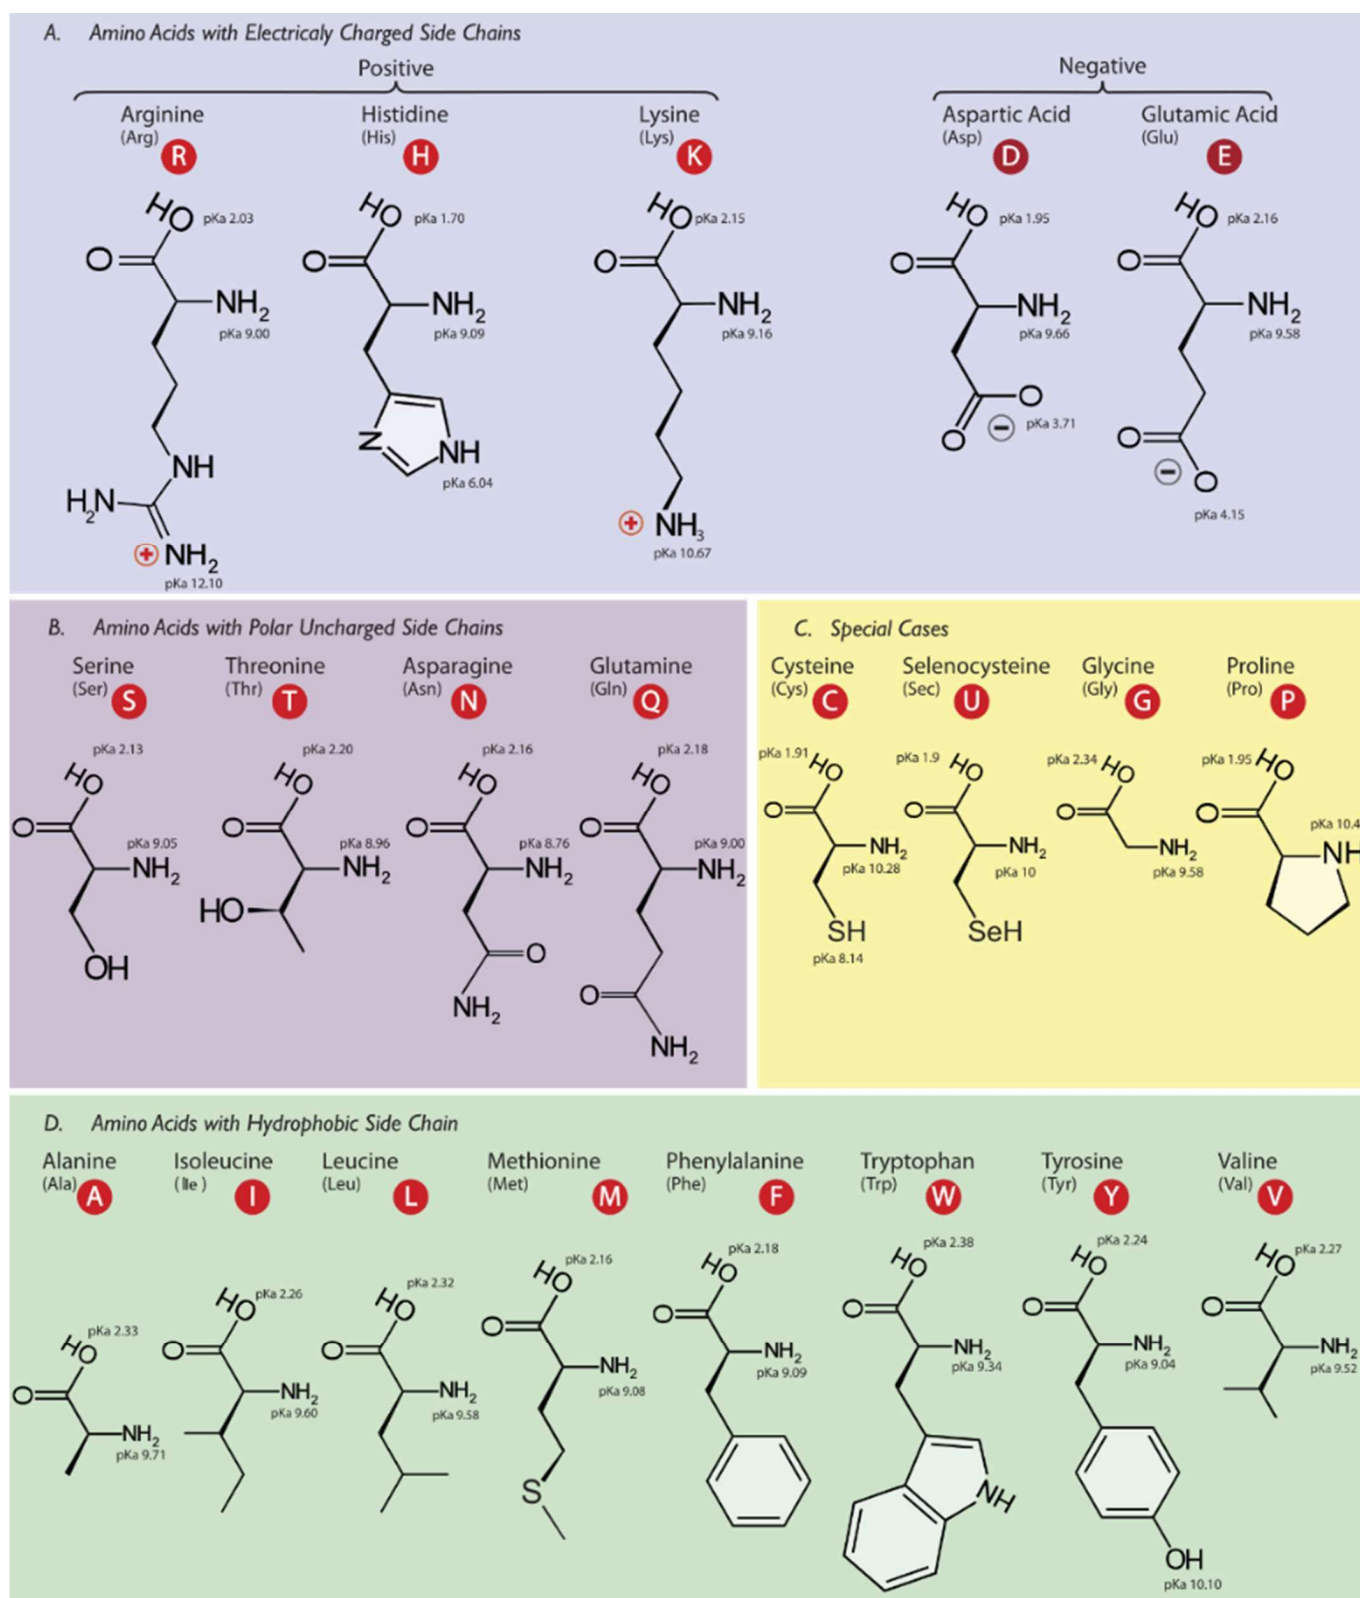 A. Amino Acids with Electricaly Charged Side Chains
Positive
Negative
Arginine
(Arg)
R
Histidine
(His)
H
Lysine
(Lys)
K
Aspartic Acid
(Asp)
D
Glutamic Acid
(Glu)
E
HO pKa 2.03
O
NH2
pKa 9.00
NH
H2N
+ NH2
pKa 12.10
HO pKa 1.70
O
NH2
pKa 9.09
N
NH
pKa 6.04
HO pKa 2.15
O
NH2
pKa 9.16
+ NH3
pKa 10.67
HO pKa 1.95
O
NH2
pKa 9.66
O
O − pKa 3.71
HO pKa 2.16
O
NH2
pKa 9.58
O
− O
pKa 4.15
B. Amino Acids with Polar Uncharged Side Chains
Serine
(Ser)
S
Threonine
(Thr)
T
Asparagine
(Asn)
N
Glutamine
(Gln)
Q
pKa 2.13
HO
O
pKa 9.05
NH2
OH
pKa 2.20
HO
O
pKa 8.96
NH2
HO
pKa 2.16
HO
O
pKa 8.76
NH2
O
NH2
pKa 2.18
HO
O
pKa 9.00
NH2
O
NH2
C. Special Cases
Cysteine
(Cys)
C
Selenocysteine
(Sec)
U
Glycine
(Gly)
G
Proline
(Pro)
P
pKa 1.91 HO
O
NH2
pKa 10.28
SH
pKa 8.14
pKa 1.9 HO
O
NH2
pKa 10
SeH
pKa 2.34 HO
O
NH2
pKa 9.58
pKa 1.95 HO
O
pKa 10.4
NH
D. Amino Acids with Hydrophobic Side Chain
Alanine
(Ala)
A
Isoleucine
(Ile)
I
Leucine
(Leu)
L
Methionine
(Met)
M
Phenylalanine
(Phe)
F
Tryptophan
(Trp)
W
Tyrosine
(Tyr)
Y
Valine
(Val)
V
pKa 2.33
HO
O
NH2
pKa 9.71
HO pKa 2.26
O
NH2
pKa 9.60
pKa 2.32
HO
O
NH2
pKa 9.58
pKa 2.16
HO
O
NH2
pKa 9.08
S
pKa 2.18
HO
O
NH2
pKa 9.09
pKa 2.38
HO
O
NH2
pKa 9.34
NH
pKa 2.24
HO
O
NH2
pKa 9.04
OH
pKa 10.10
HO pKa 2.27
O
NH2
pKa 9.52